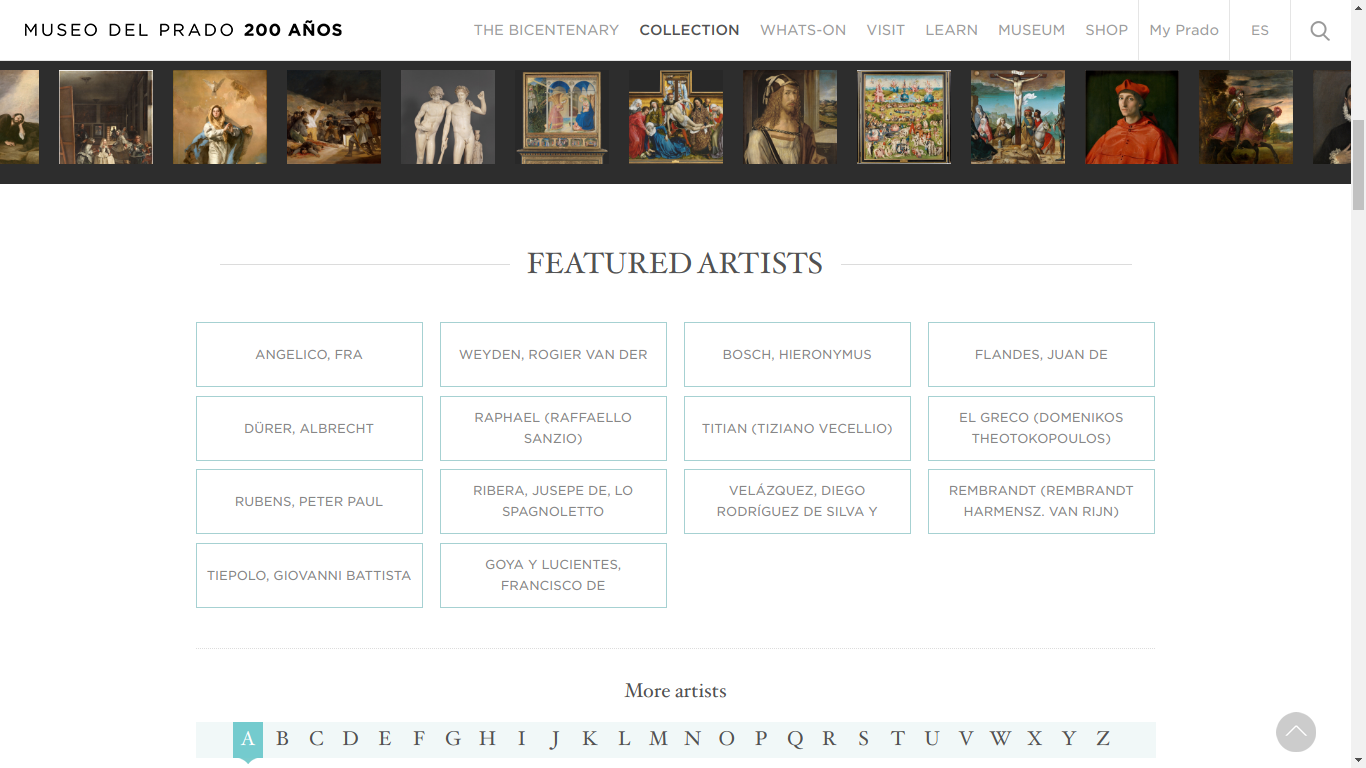 MUSEO DEL PRADO 200 AÑOS
THE BICENTENARY COLLECTION WHATS-ON VISIT LEARN MUSEUM SHOP My Prado ES
FEATURED ARTISTS
ANGELICO, FRA
WEYDEN, ROGIER VAN DER
BOSCH, HIERONYMUS
FLANDES, JUAN DE
DÜRER, ALBRECHT
RAPHAEL (RAFFAELLO
SANZIO)
TITIAN (TIZIANO VECELLIO)
EL GRECO (DOMENIKOS
THEOTOKOPOULOS)
RUBENS, PETER PAUL
RIBERA, JUSEPE DE, LO
SPAGNOLETTO
VELÁZQUEZ, DIEGO
RODRÍGUEZ DE SILVA Y
REMBRANDT (REMBRANDT
HARMENSZ. VAN RIJN)
TIEPOLO, GIOVANNI BATTISTA
GOYA Y LUCIENTES,
FRANCISCO DE
More artists
A B C D E F G H I J K L M N O P Q R S T U V W X Y Z